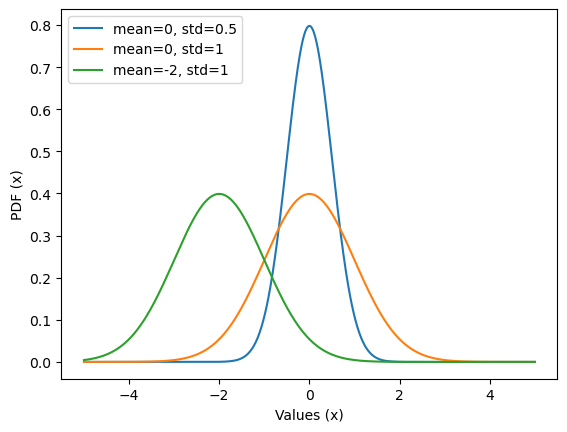 mean=0, std=0.5
mean=0, std=1
mean=-2, std=1
0.8
0.7
0.6
0.5
0.4
0.3
0.2
0.1
0.0
PDF (x)
−4 −2 0 2 4
Values (x)